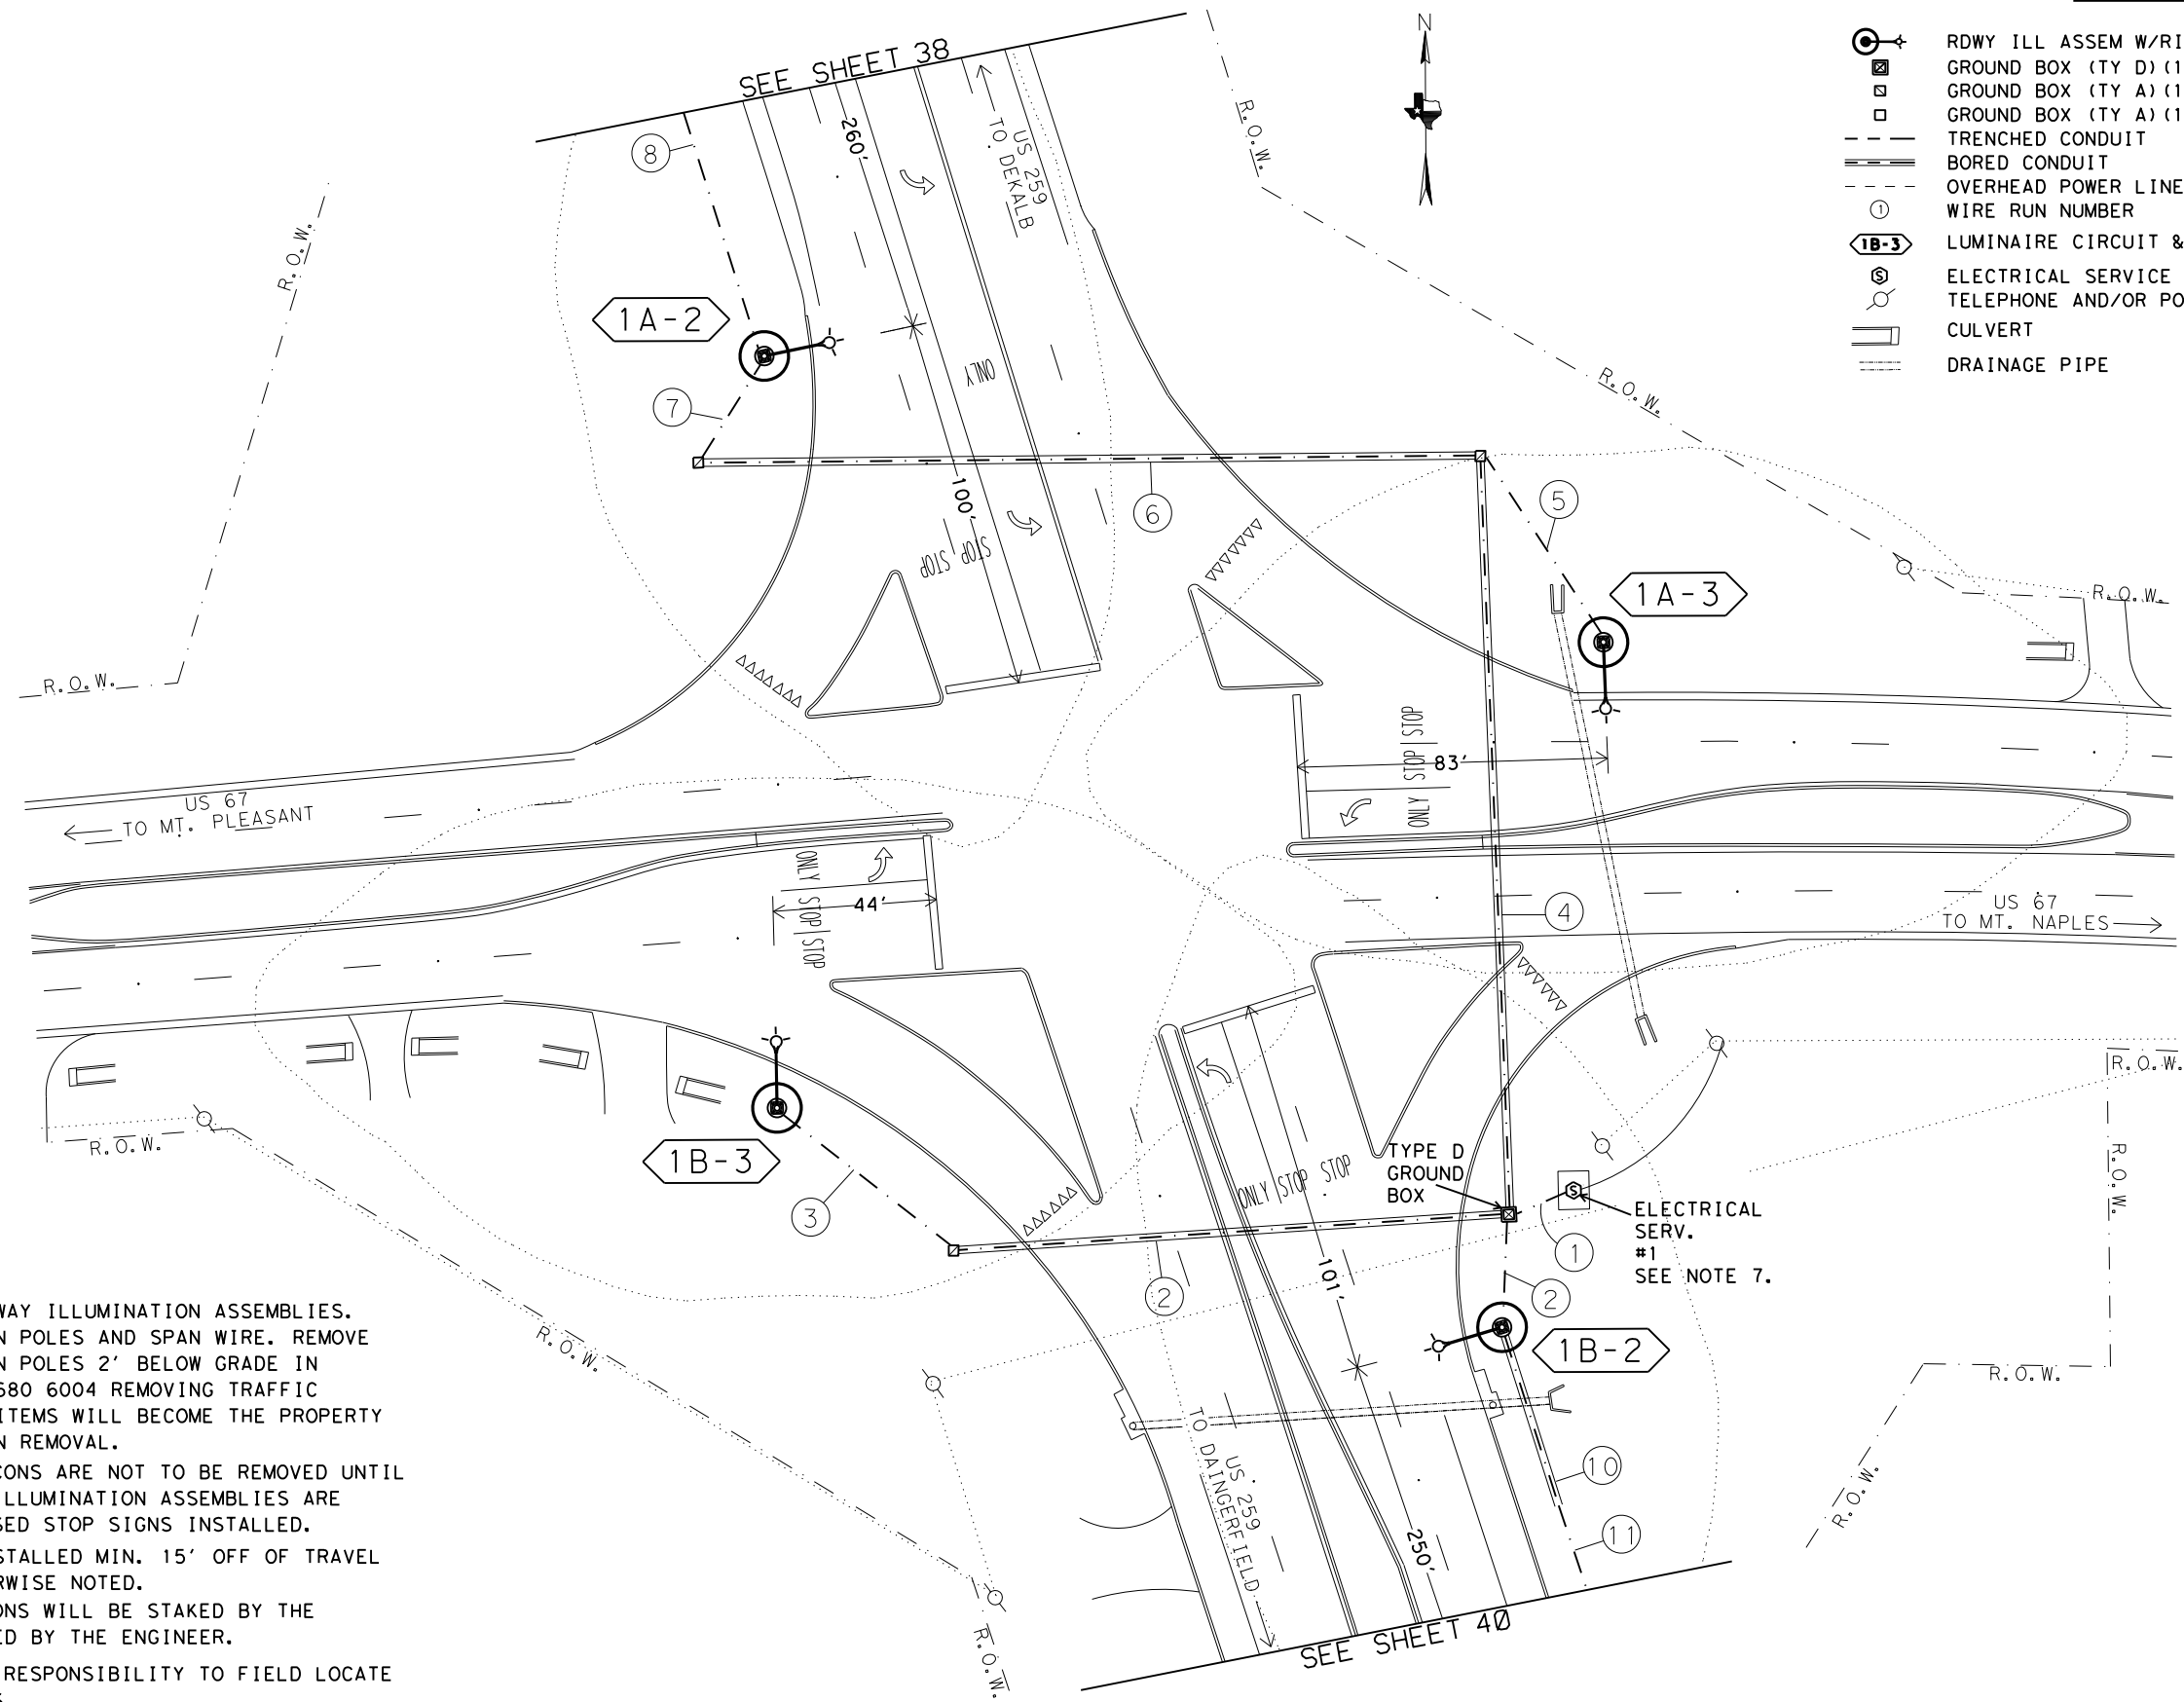 SEE SHEET 38
N
RDWY ILL ASSEM W/RI
GROUND BOX (TY D)(1
GROUND BOX (TY A)(1
GROUND BOX (TY A)(1
TRENCHED CONDUIT
BORED CONDUIT
OVERHEAD POWER LINE
1
WIRE RUN NUMBER
1B-3
LUMINAIRE CIRCUIT &
S
ELECTRICAL SERVICE
TELEPHONE AND/OR PO
CULVERT
DRAINAGE PIPE
8
260'
US 259
TO DEKALB
R.O.W.
R.O.W.
1A-2
ONLY
7
R.O.W.
100'
6
5
STOP
STOP
1A-3
R.O.W.
R.O.W.
STOP
STOP
ONLY
83'
US 67
TO MT. PLEASANT
ONLY
STOP
STOP
44'
4
US 67
TO MT. NAPLES
R.O.W.
R.O.W.
R.O.W.
1B-3
3
ONLY
STOP
STOP
TYPE D
GROUND
BOX
S
ELECTRICAL
SERV.
#1
SEE NOTE 7.
1
2
2
101'
1B-2
R.O.W.
R.O.W.
R.O.W.
TO DAINGERFIELD
US 259
250'
10
11
R.O.W.
SEE SHEET 40
WAY ILLUMINATION ASSEMBLIES.
N POLES AND SPAN WIRE. REMOVE
N POLES 2' BELOW GRADE IN
680 6004 REMOVING TRAFFIC
ITEMS WILL BECOME THE PROPERTY
N REMOVAL.
CONS ARE NOT TO BE REMOVED UNTIL
ILLUMINATION ASSEMBLIES ARE
SED STOP SIGNS INSTALLED.
STALLED MIN. 15' OFF OF TRAVEL
RWISE NOTED.
ONS WILL BE STAKED BY THE
ED BY THE ENGINEER.
RESPONSIBILITY TO FIELD LOCATE